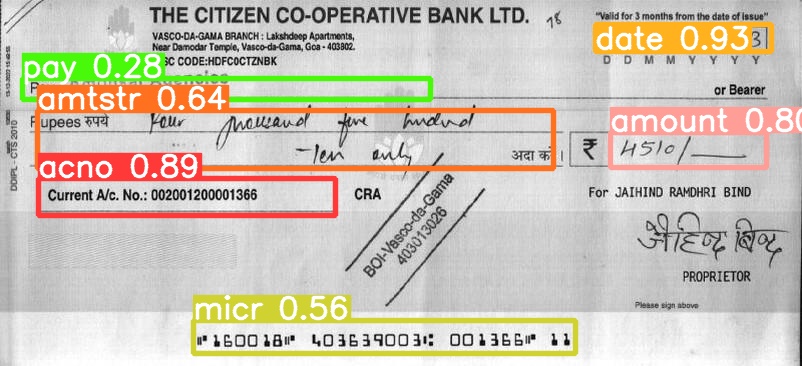 THE CITIZEN CO-OPERATIVE BANK LTD.
78
"Valid for 3 months from the date of issue"
VASCO-DA-GAMA BRANCH : Lakshdeep Apartments,
Near Damodar Temple, Vasco-da-Gama, Goa - 403802.
SC CODE:HDFC0CTZNBK
date 0.93
3
D D M M Y Y Y Y
pay 0.28
Agencies
or Bearer
amtstr 0.64
Rupees रुपये Four thousand five hundred
Ten only
अदा करें
amount 0.80
₹ 4510/
DDIPL - CTS 2010
acno 0.89
Current A/c. No.: 002001200001366
CRA
BOI-Vasco-da-Gama
403013026
For JAIHIND RAMDHRI BIND
जैहिन्द बिन्द
PROPRIETOR
Please sign above
micr 0.56
⑈160018⑈ 403639003⑆ 001366⑈ 11